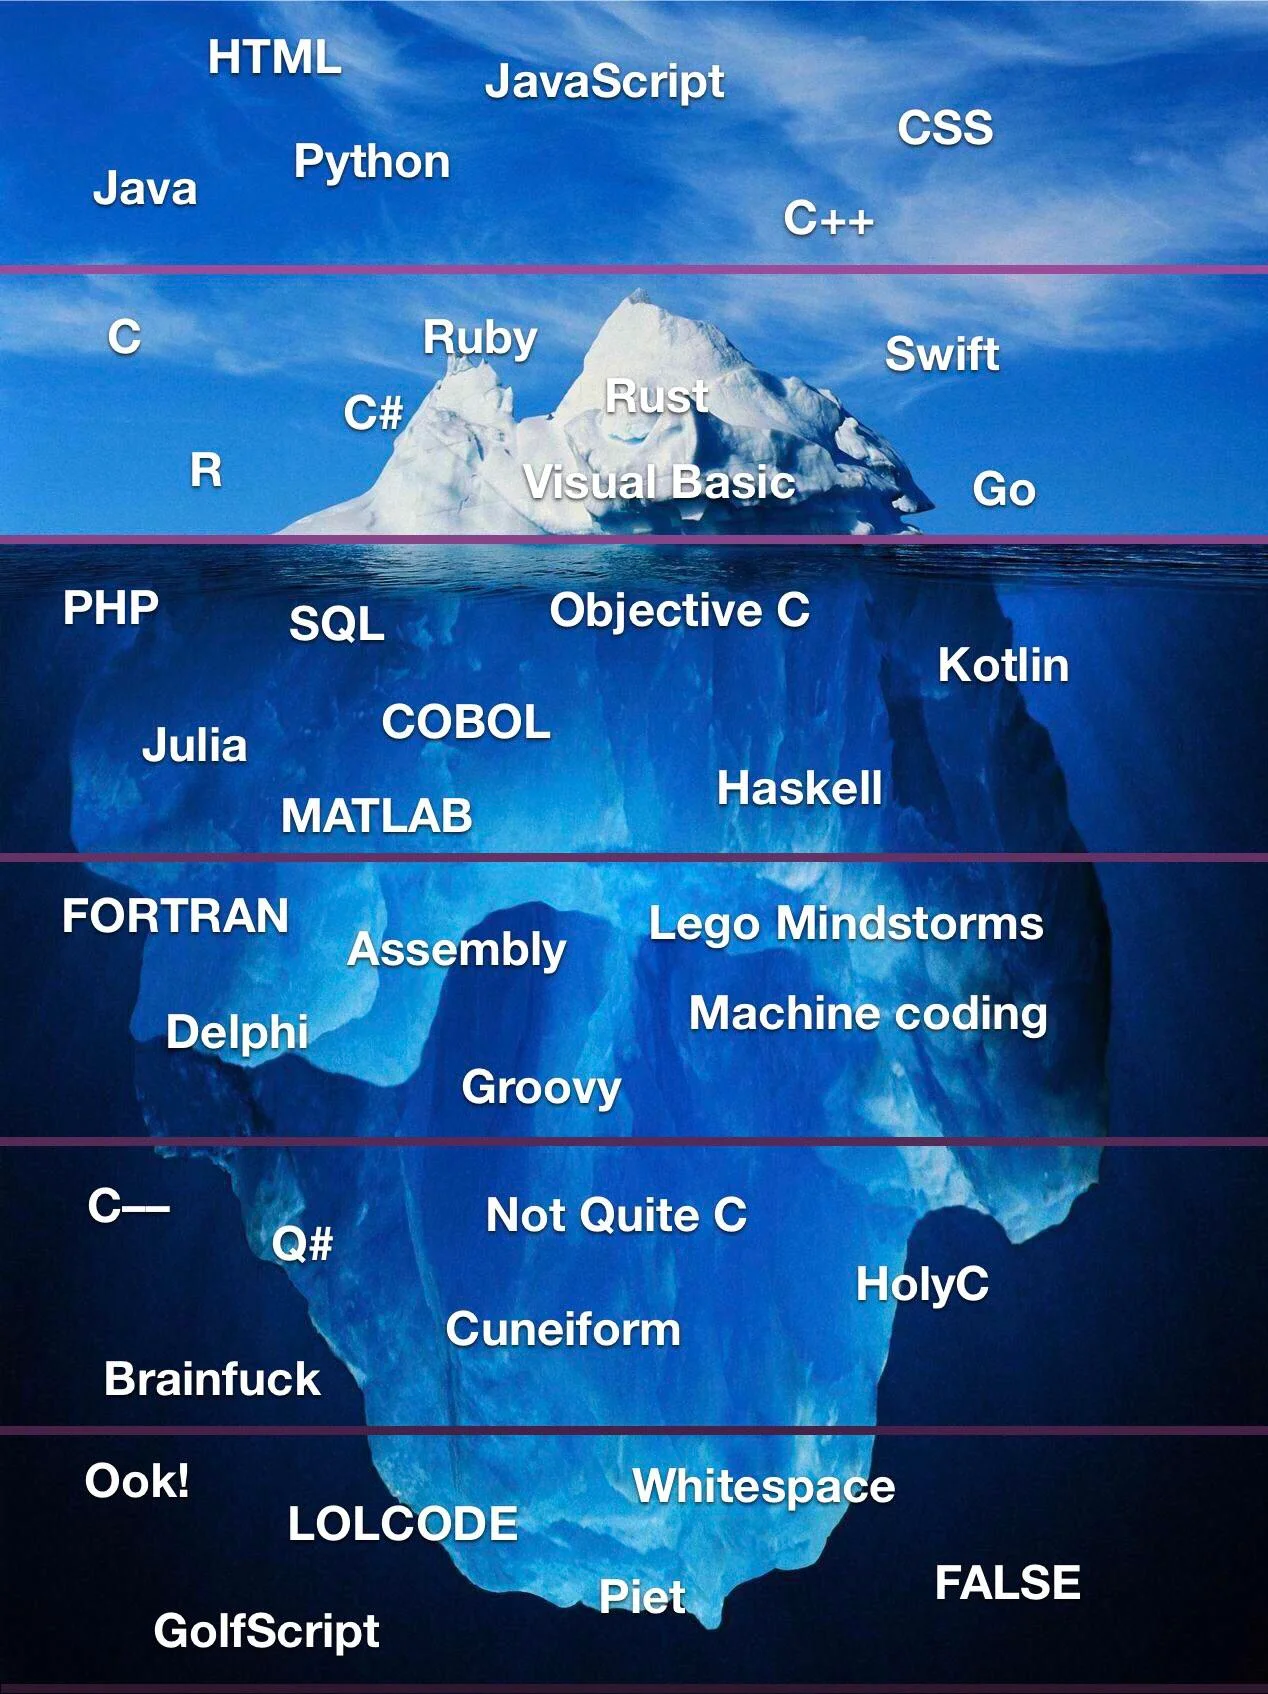 HTML
JavaScript
CSS
Python
Java
C++
C
Ruby
Swift
Rust
C#
R
Visual Basic
Go
PHP
SQL
Objective C
Kotlin
COBOL
Julia
Haskell
MATLAB
FORTRAN
Lego Mindstorms
Assembly
Machine coding
Delphi
Groovy
C––
Not Quite C
Q#
HolyC
Cuneiform
Brainfuck
Ook!
Whitespace
LOLCODE
FALSE
Piet
GolfScript